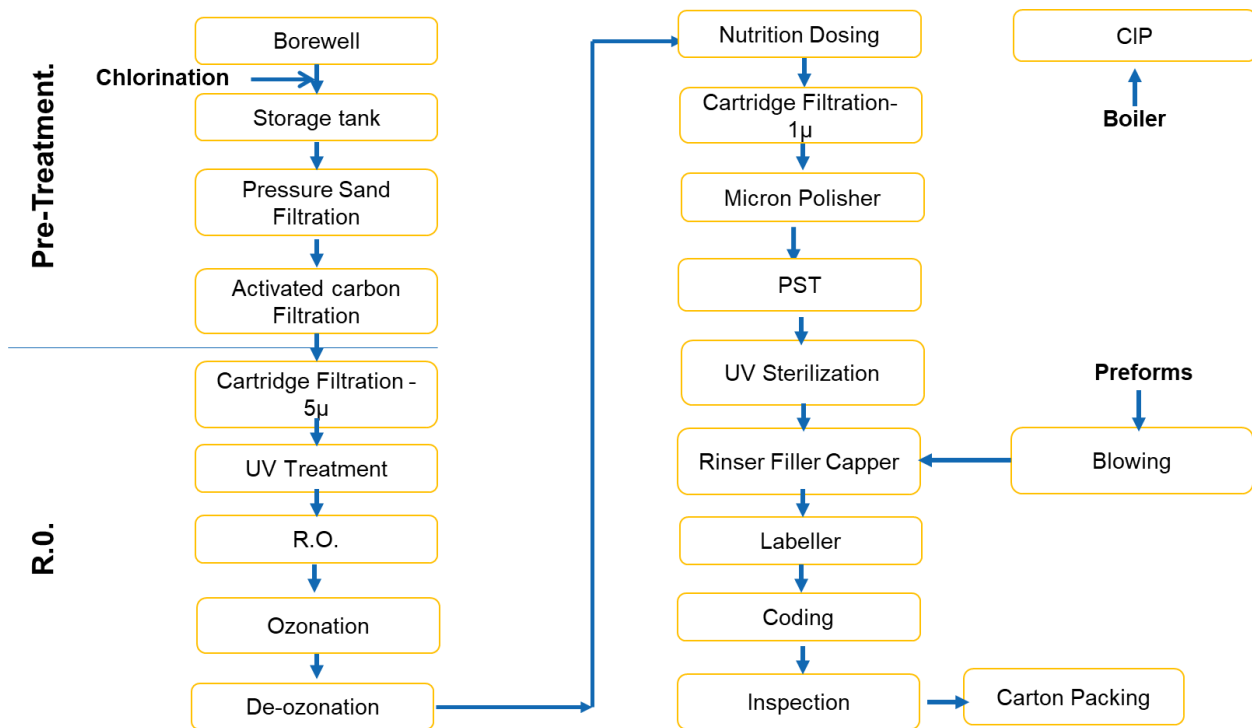 Pre-Treatment.
Borewell
Chlorination
Storage tank
Pressure Sand
Filtration
Activated carbon
Filtration
R.0.
Cartridge Filtration -
5µ
UV Treatment
R.O.
Ozonation
De-ozonation
Nutrition Dosing
Cartridge Filtration-
1µ
Micron Polisher
PST
UV Sterilization
Rinser Filler Capper
Labeller
Coding
Inspection
Carton Packing
CIP
Boiler
Preforms
Blowing